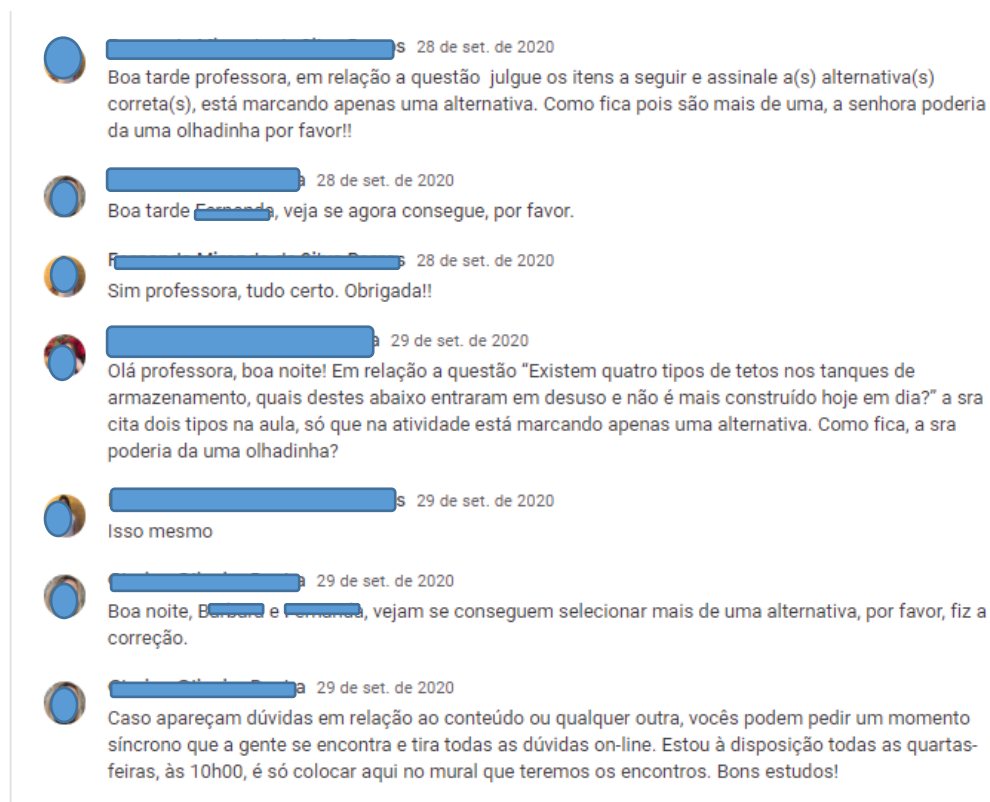 28 de set. de 2020
Boa tarde professora, em relação a questão julgue os itens a seguir e assinale a(s) alternativa(s)
correta(s), está marcando apenas uma alternativa. Como fica pois são mais de uma, a senhora poderia
da uma olhadinha por favor!!
28 de set. de 2020
Boa tarde , veja se agora consegue, por favor.
28 de set. de 2020
Sim professora, tudo certo. Obrigada!!
29 de set. de 2020
Olá professora, boa noite! Em relação a questão “Existem quatro tipos de tetos nos tanques de
armazenamento, quais destes abaixo entraram em desuso e não é mais construído hoje em dia?” a sra
cita dois tipos na aula, só que na atividade está marcando apenas uma alternativa. Como fica, a sra
poderia da uma olhadinha?
29 de set. de 2020
Isso mesmo
29 de set. de 2020
Boa noite, e , vejam se conseguem selecionar mais de uma alternativa, por favor, fiz a
correção.
29 de set. de 2020
Caso apareçam dúvidas em relação ao conteúdo ou qualquer outra, vocês podem pedir um momento
síncrono que a gente se encontra e tira todas as dúvidas on-line. Estou à disposição todas as quartas-
feiras, às 10h00, é só colocar aqui no mural que teremos os encontros. Bons estudos!